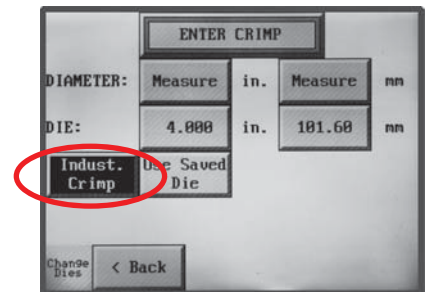 ENTER CRIMP
DIAMETER: Measure in. Measure mm
DIE: 4.000 in. 101.60 mm
Indust. Crimp
Use Saved Die
Change Dies
< Back